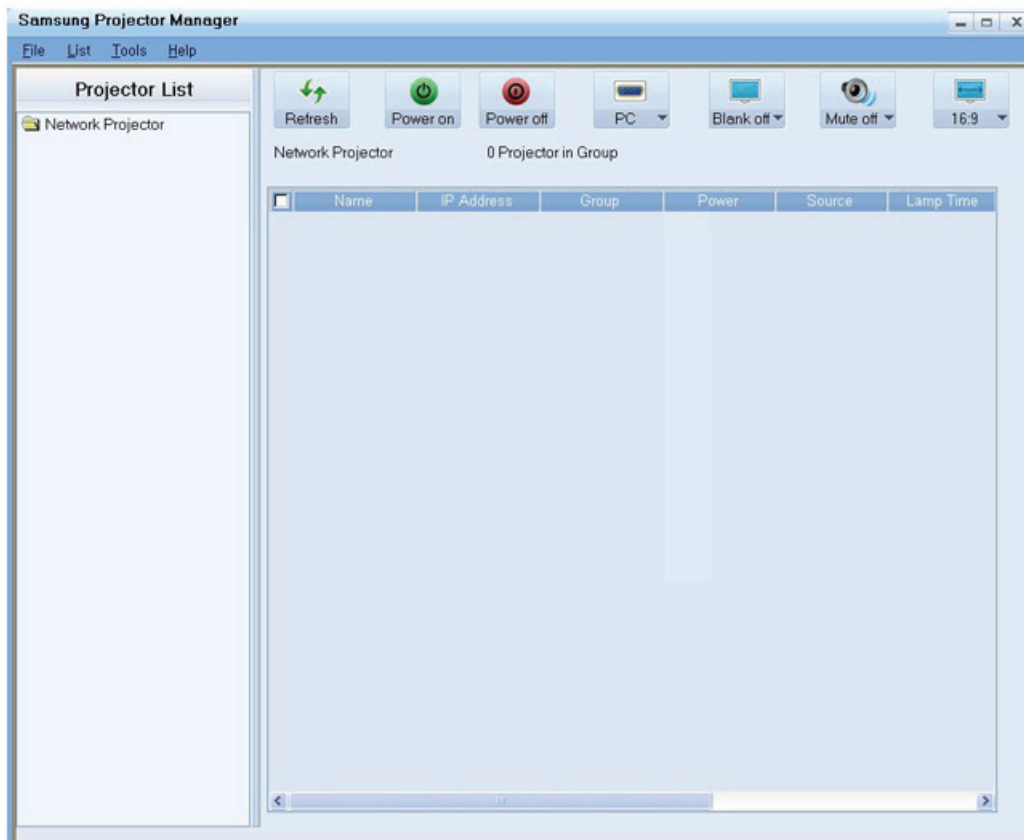 Samsung Projector Manager
File List Tools Help
Projector List
Network Projector
Refresh Power on Power off PC Blank off Mute off 16:9
Network Projector 0 Projector in Group
Name IP Address Group Power Source Lamp Time